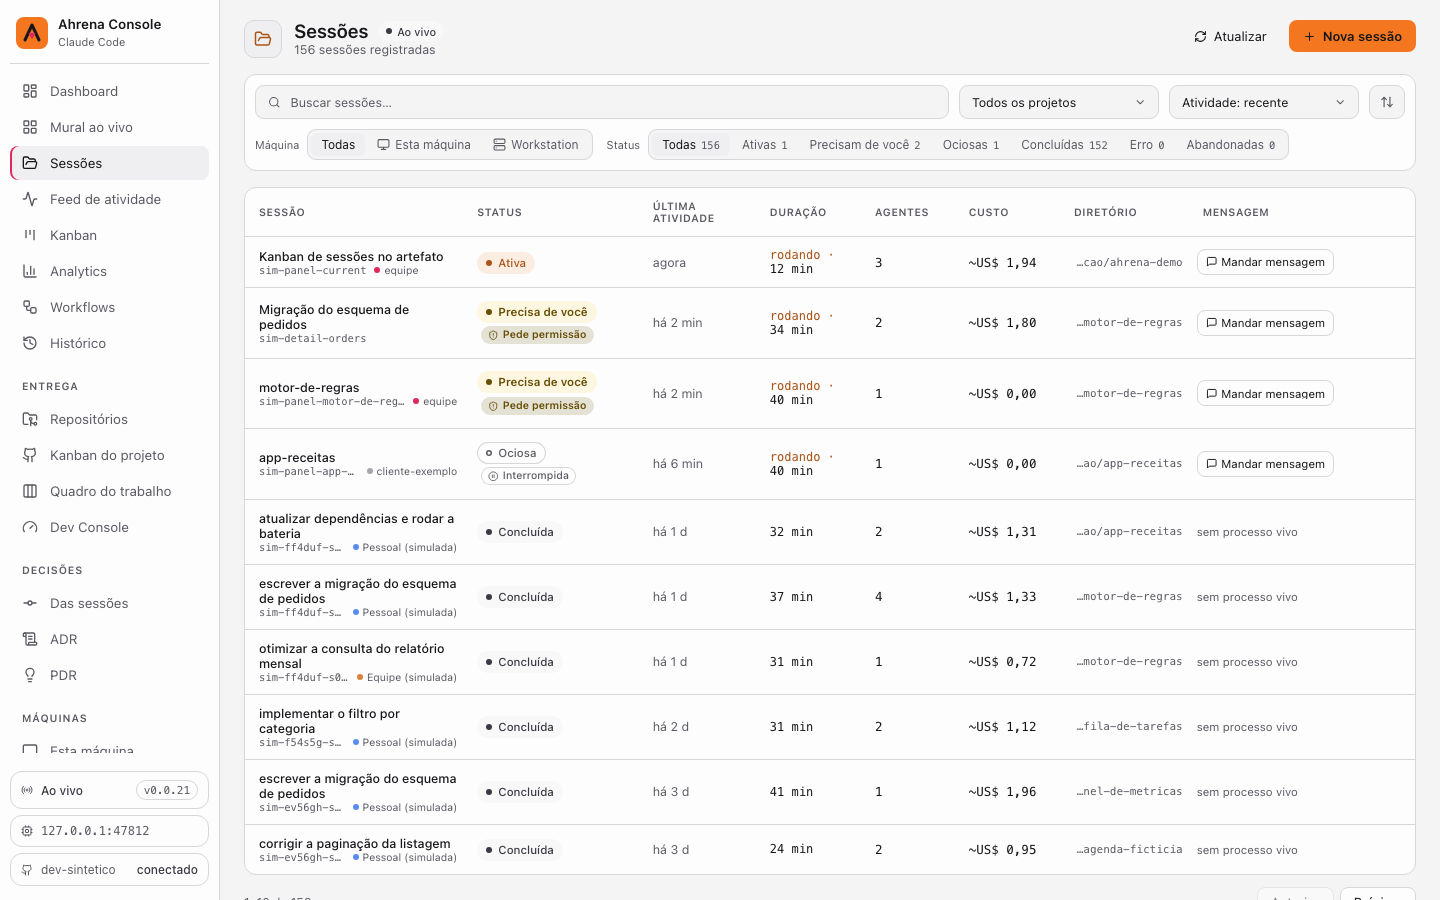 Ahrena Console
Claude Code
Dashboard
Mural ao vivo
Sessões
Feed de atividade
Kanban
Analytics
Workflows
Histórico
ENTREGA
Repositórios
Kanban do projeto
Quadro do trabalho
Dev Console
DECISÕES
Das sessões
ADR
PDR
MÁQUINAS
Esta máquina
Ao vivo v0.0.21
127.0.0.1:47812
dev-sintetico conectado
Sessões Ao vivo
156 sessões registradas
Atualizar
Nova sessão
Buscar sessões…
Todos os projetos
Atividade: recente
Máquina Todas Esta máquina Workstation Status Todas 156 Ativas 1 Precisam de você 2 Ociosas 1 Concluídas 152 Erro 0 Abandonadas 0
SESSÃO STATUS ÚLTIMA ATIVIDADE DURAÇÃO AGENTES CUSTO DIRETÓRIO MENSAGEM
Kanban de sessões no artefato
sim-panel-current equipe
Ativa
agora
rodando ·
12 min
3
~US$ 1,94
…cao/ahrena-demo
Mandar mensagem
Migração do esquema de
pedidos
sim-detail-orders
Precisa de você
Pede permissão
há 2 min
rodando ·
34 min
2
~US$ 1,80
…motor-de-regras
Mandar mensagem
motor-de-regras
sim-panel-motor-de-reg… equipe
Precisa de você
Pede permissão
há 2 min
rodando ·
40 min
1
~US$ 0,00
…motor-de-regras
Mandar mensagem
app-receitas
sim-panel-app-… cliente-exemplo
Ociosa
Interrompida
há 6 min
rodando ·
40 min
1
~US$ 0,00
…ao/app-receitas
Mandar mensagem
atualizar dependências e rodar a
bateria
sim-ff4duf-s… Pessoal (simulada)
Concluída
há 1 d
32 min
2
~US$ 1,31
…ao/app-receitas
sem processo vivo
escrever a migração do esquema
de pedidos
sim-ff4duf-s… Pessoal (simulada)
Concluída
há 1 d
37 min
4
~US$ 1,33
…motor-de-regras
sem processo vivo
otimizar a consulta do relatório
mensal
sim-ff4duf-s0… Equipe (simulada)
Concluída
há 1 d
31 min
1
~US$ 0,72
…motor-de-regras
sem processo vivo
implementar o filtro por
categoria
sim-f54s5g-s… Pessoal (simulada)
Concluída
há 2 d
31 min
2
~US$ 1,12
…fila-de-tarefas
sem processo vivo
escrever a migração do esquema
de pedidos
sim-ev56gh-s… Pessoal (simulada)
Concluída
há 3 d
41 min
1
~US$ 1,96
…nel-de-metricas
sem processo vivo
corrigir a paginação da listagem
sim-ev56gh-s… Pessoal (simulada)
Concluída
há 3 d
24 min
2
~US$ 0,95
…agenda-ficticia
sem processo vivo